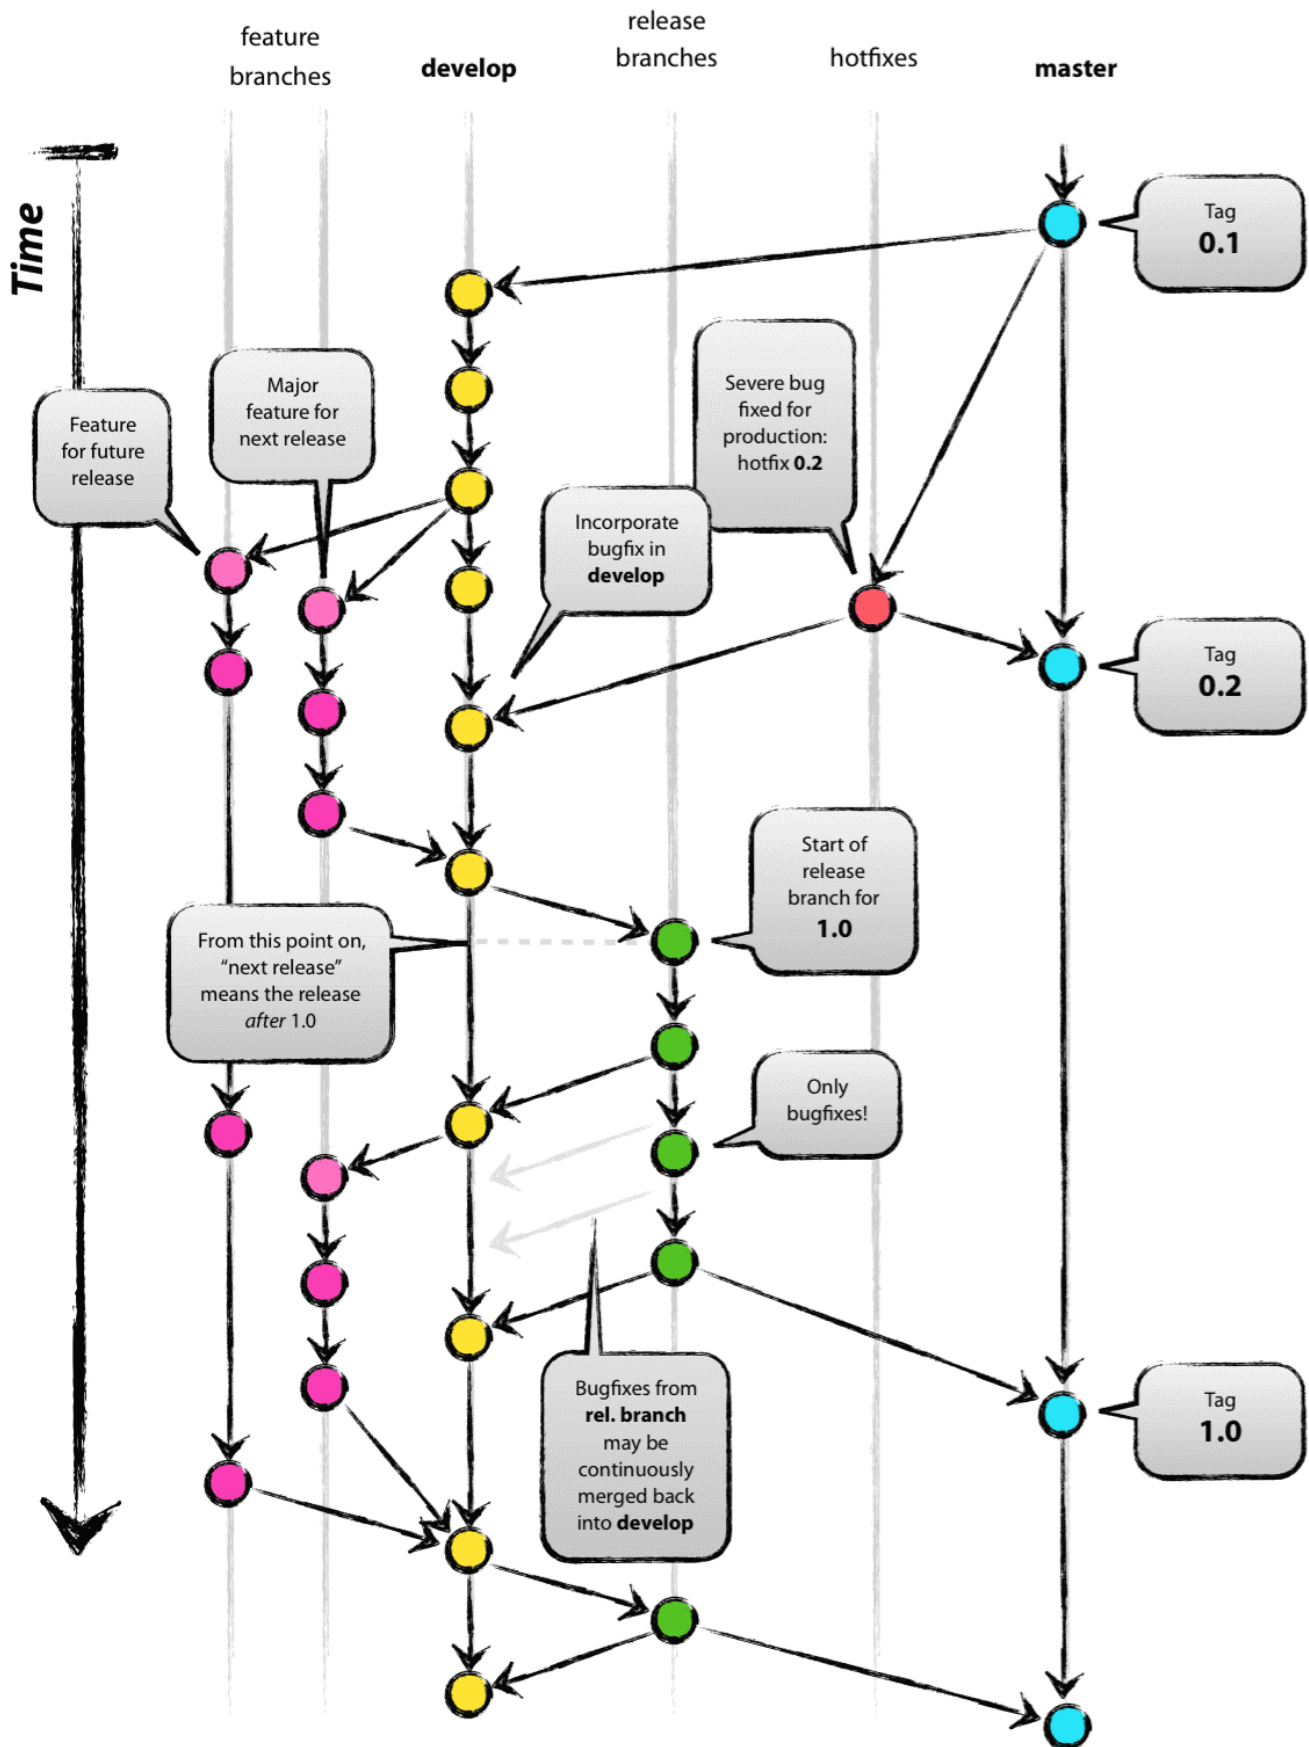 feature
branches
develop
release
branches
hotfixes
master
Time
Tag
0.1
Major
feature for
next release
Feature
for future
release
Severe bug
fixed for
production:
hotfix 0.2
Incorporate
bugfix in
develop
Tag
0.2
Start of
release
branch for
1.0
From this point on,
“next release”
means the release
after 1.0
Only
bugfixes!
Bugfixes from
rel. branch
may be
continuously
merged back
into develop
Tag
1.0